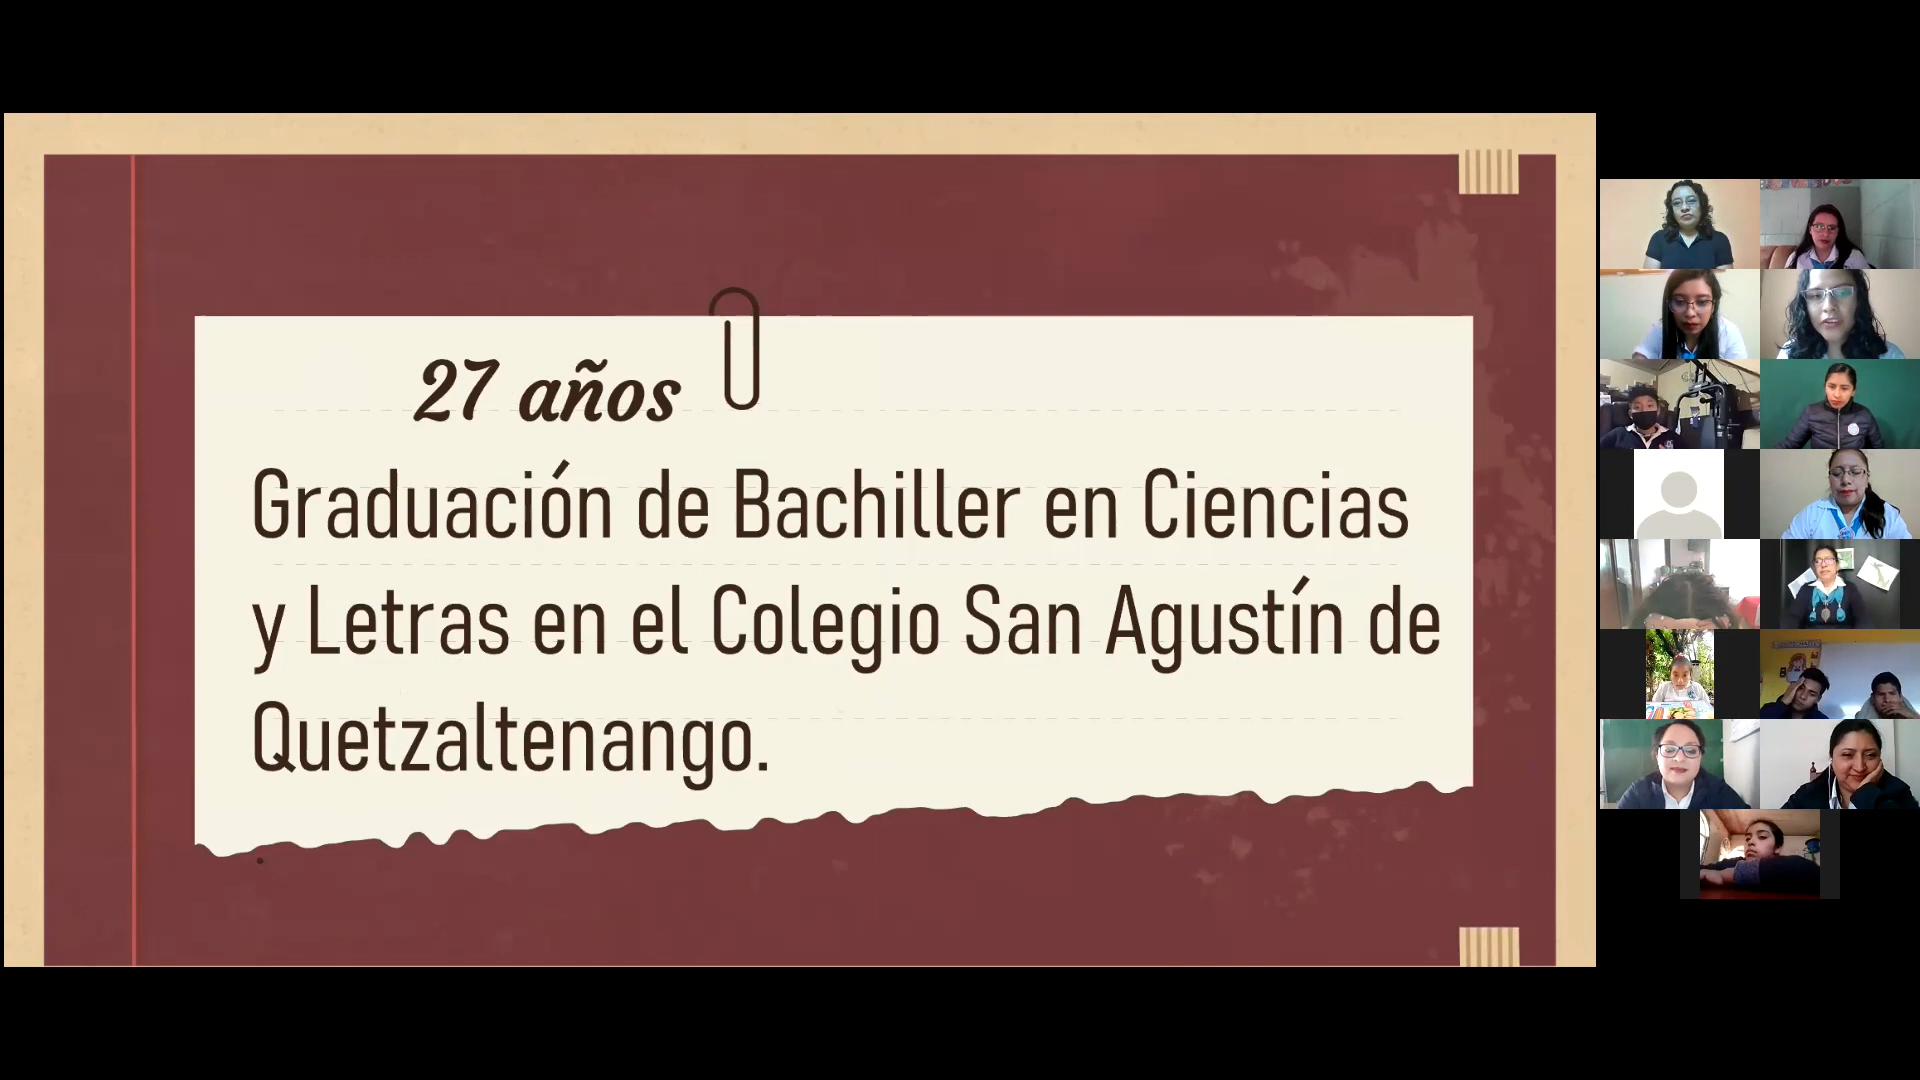 27 años
Graduación de Bachiller en Ciencias
y Letras en el Colegio San Agustín de
Quetzaltenango.